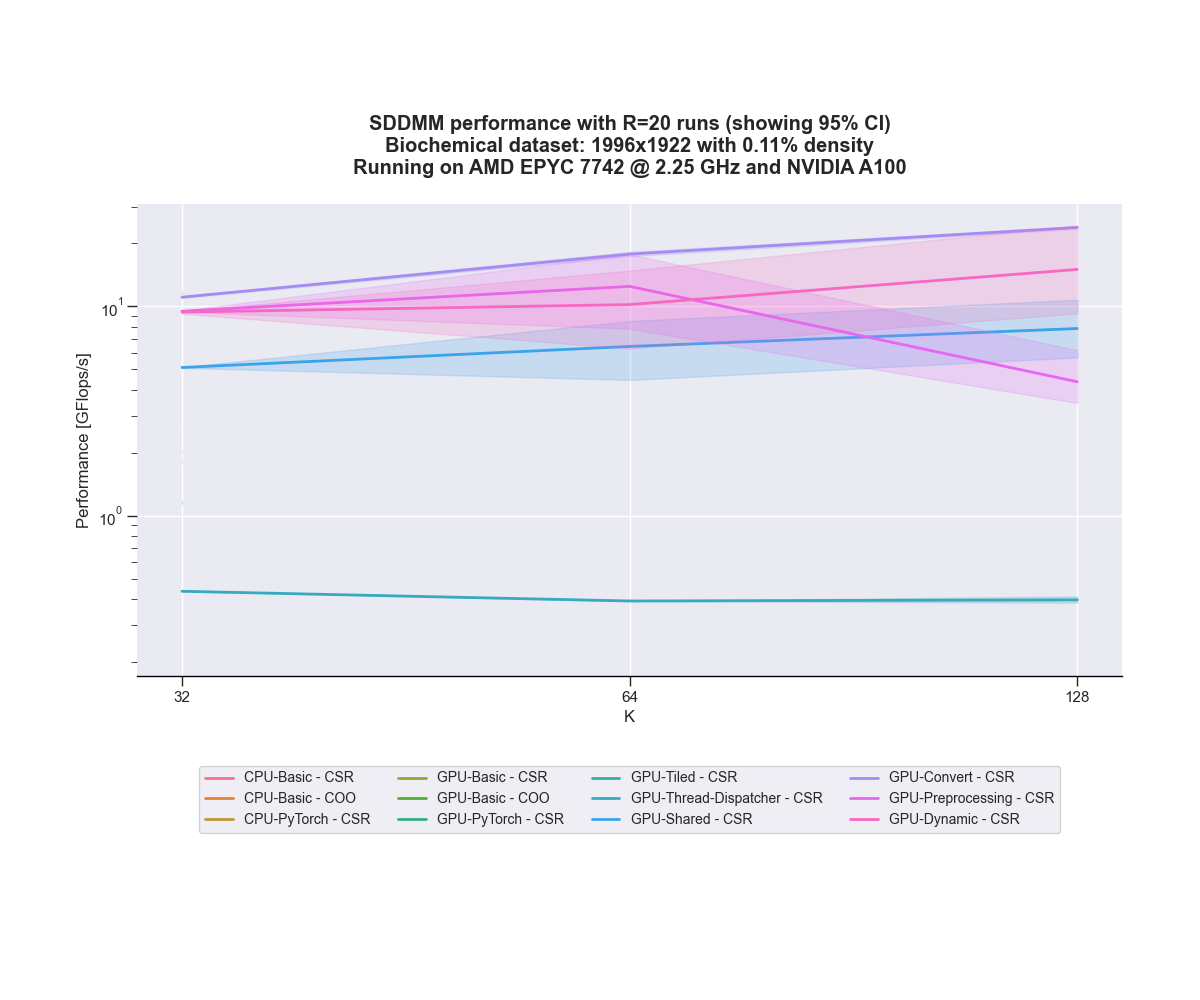 SDDMM performance with R=20 runs (showing 95% CI)
Biochemical dataset: 1996x1922 with 0.11% density
Running on AMD EPYC 7742 @ 2.25 GHz and NVIDIA A100
Performance [GFlops/s]
10^1
10^0
32
64
128
K
CPU-Basic - CSR
CPU-Basic - COO
CPU-PyTorch - CSR
GPU-Basic - CSR
GPU-Basic - COO
GPU-PyTorch - CSR
GPU-Tiled - CSR
GPU-Thread-Dispatcher - CSR
GPU-Shared - CSR
GPU-Convert - CSR
GPU-Preprocessing - CSR
GPU-Dynamic - CSR